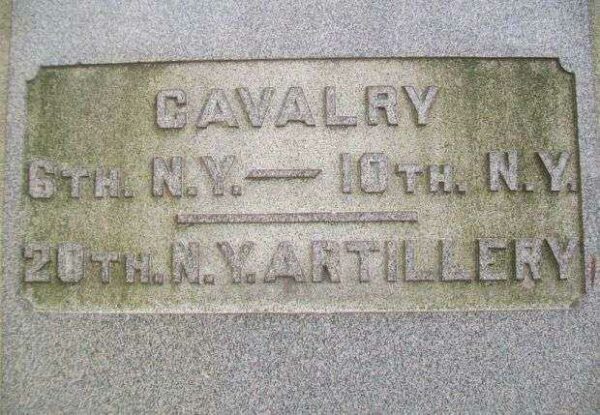 CAVALRY
6TH. N.Y. — 10TH. N.Y.
20TH. N.Y. ARTILLERY